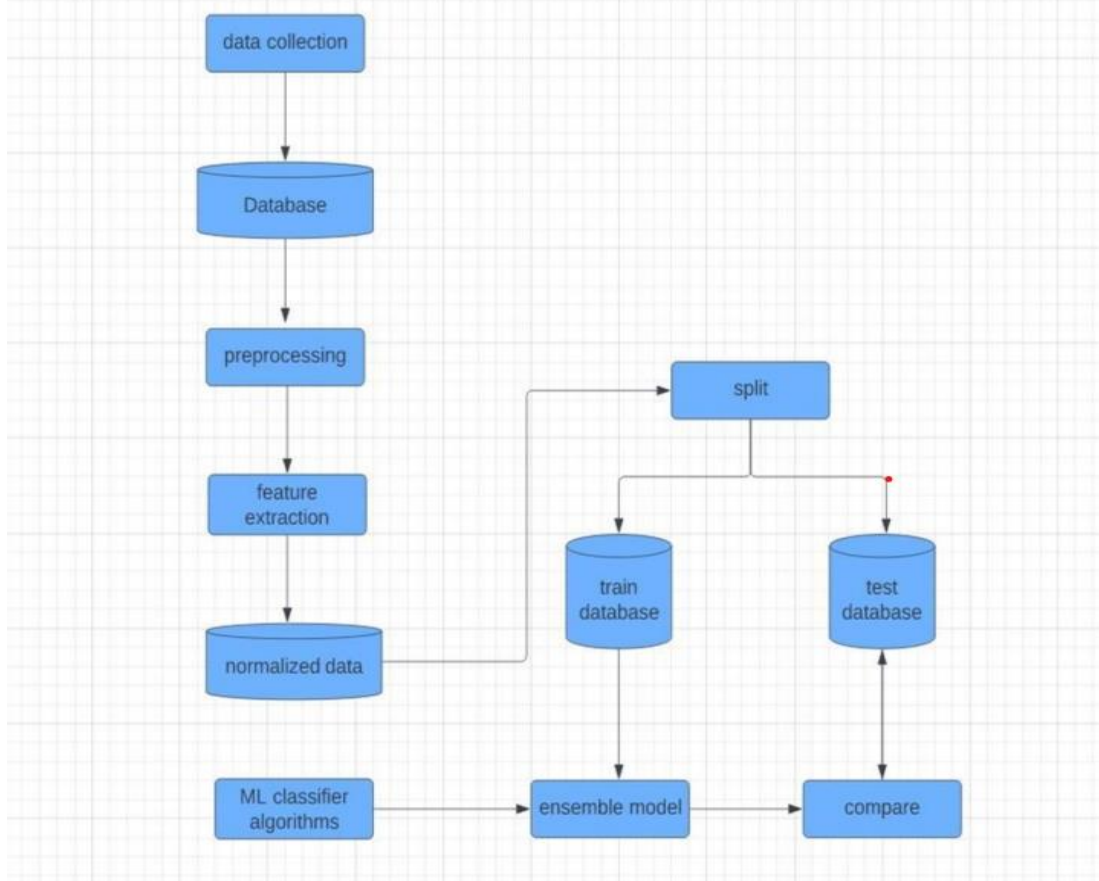 data collection
Database
preprocessing
feature
extraction
normalized data
split
train
database
test
database
ML classifier
algorithms
ensemble model
compare